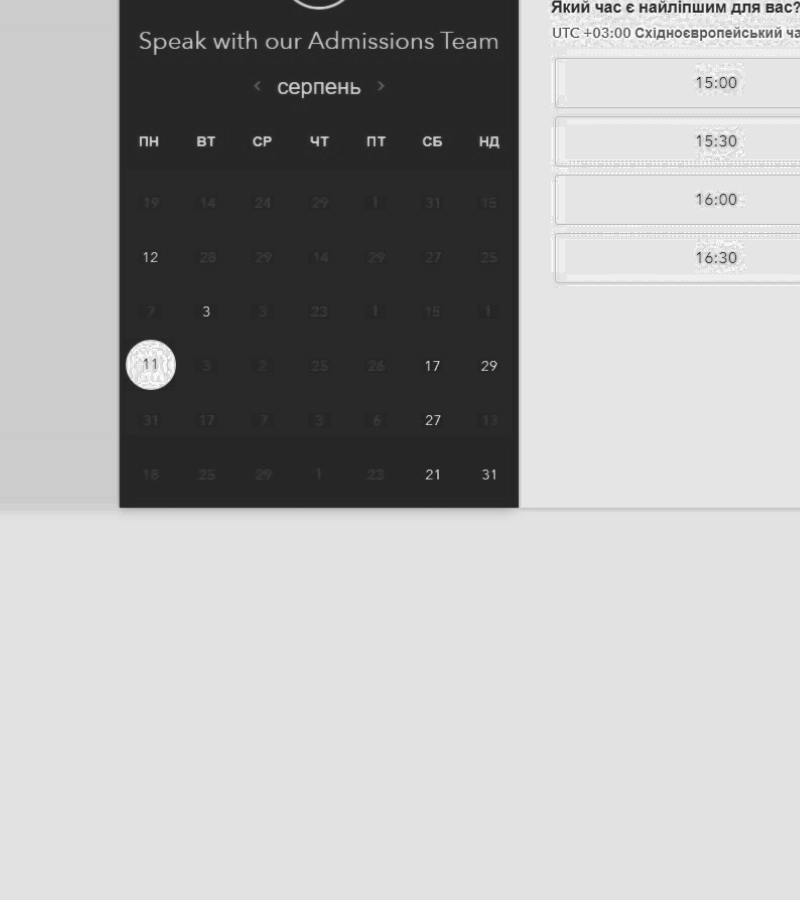 Speak with our Admissions Team
‹ серпень ›
ПН ВТ СР ЧТ ПТ СБ НД
19 14 24 29 1 31 15
12 28 29 14 29 27 25
7 3 3 23 1 15 1
11 3 2 25 26 17 29
31 17 7 3 6 27 13
18 25 29 1 23 21 31
Який час є найліпшим для вас?
UTC +03:00 Східноєвропейський ча
15:00
15:30
16:00
16:30